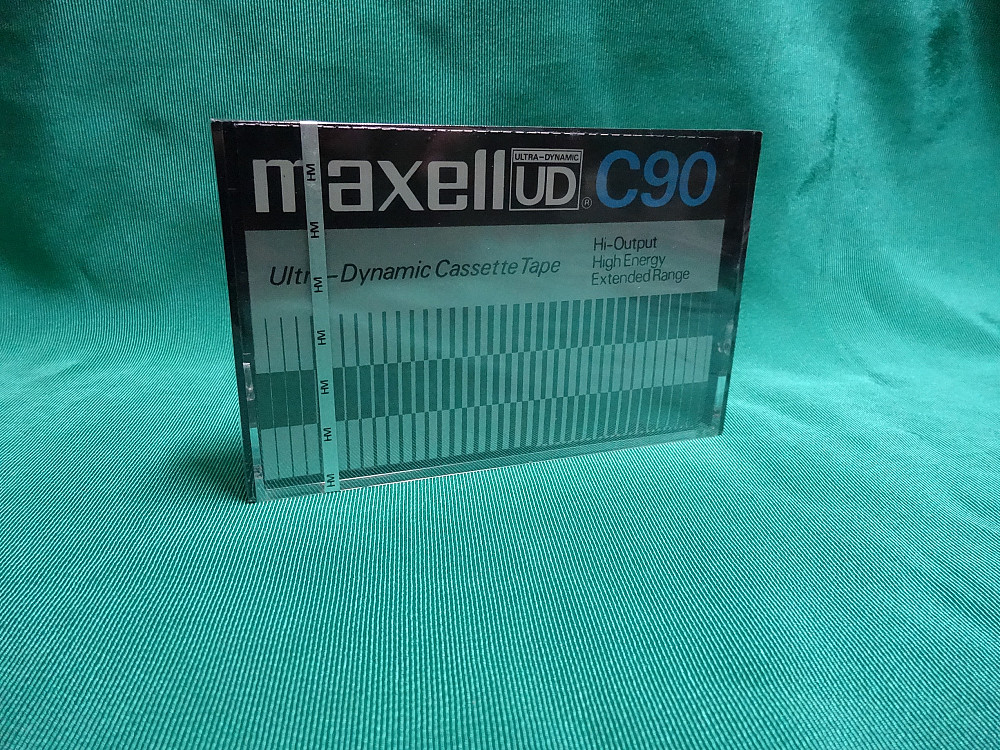 maxell ULTRA-DYNAMIC UD® C90
Ultra-Dynamic Cassette Tape
Hi-Output
High Energy
Extended Range
HM
HM
HM
HM
HM
HM
HM